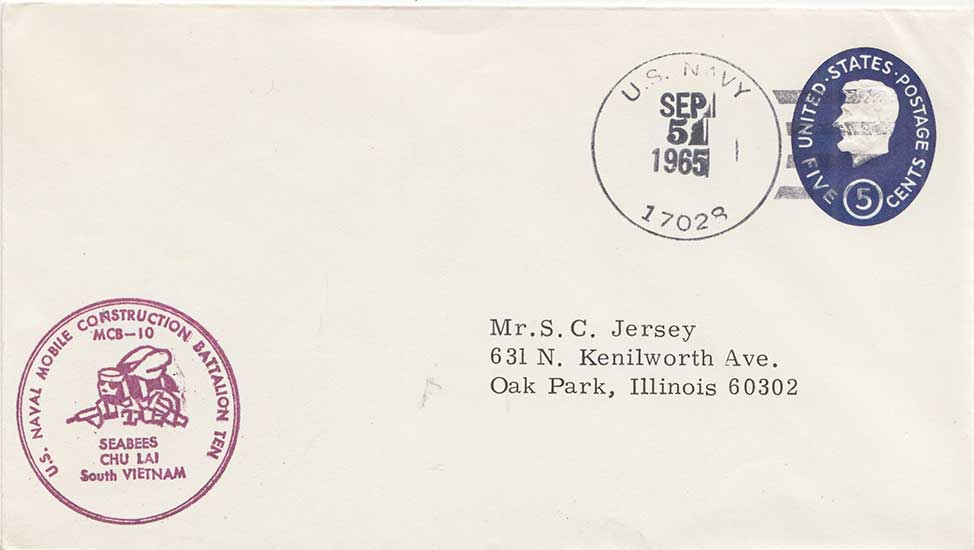 U.S. NAVY
SEP
5
1965
17028
UNITED·STATES·POSTAGE
FIVE 5 CENTS
Mr.S. C. Jersey
631 N. Kenilworth Ave.
Oak Park, Illinois 60302
U.S. NAVAL MOBILE CONSTRUCTION BATTALION TEN
MCB-10
SEABEES
CHU LAI
South VIETNAM